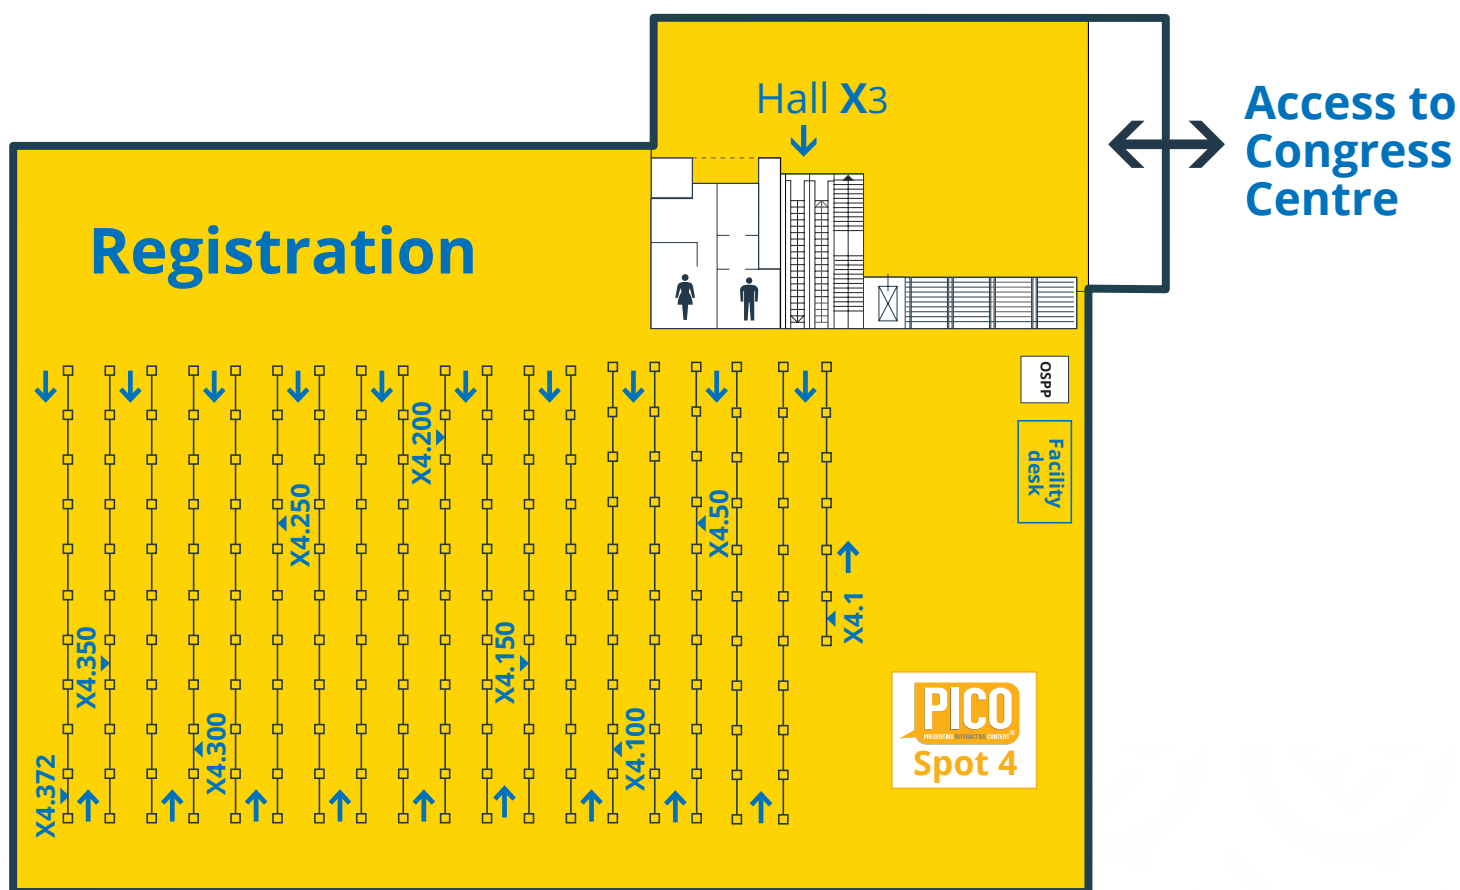 Hall X3
Access to
Congress
Centre
Registration
OSPP
Facility
desk
X4.200
X4.250
X4.50
X4.1
X4.350
X4.150
X4.300
X4.100
X4.372
PICO
PRESENTING INTERACTIVE CONTENT®
Spot 4